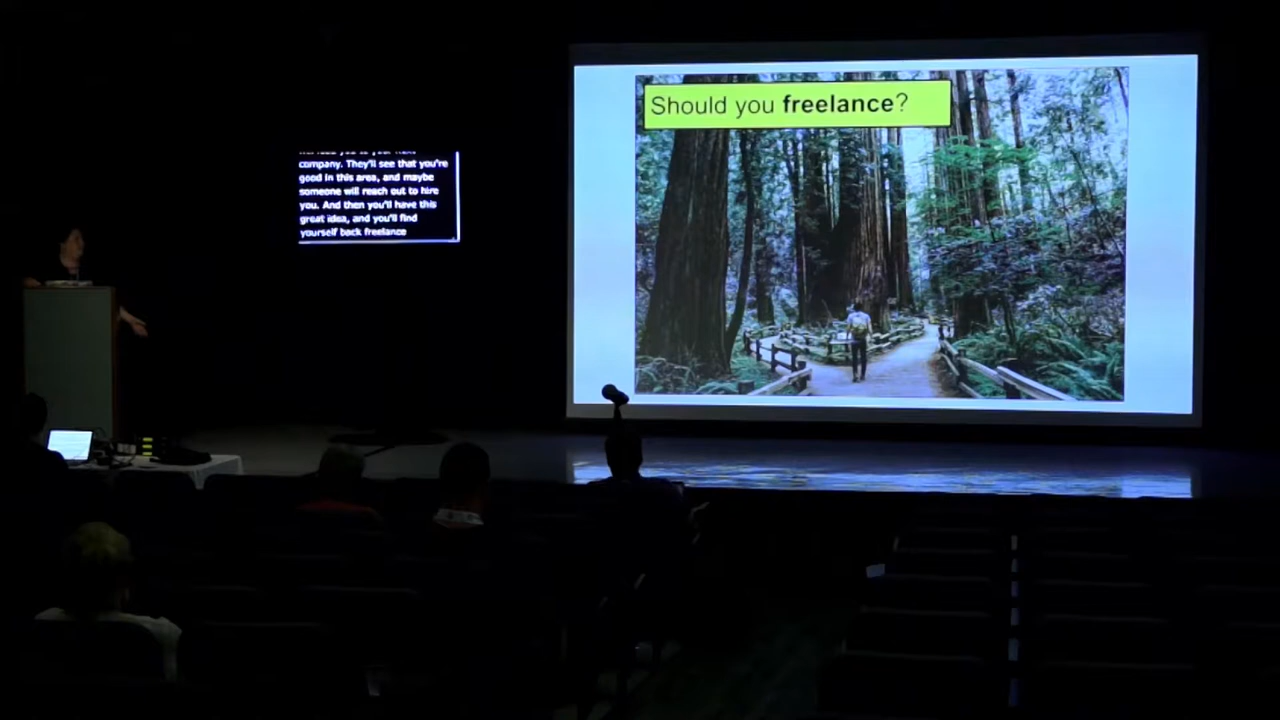 company. They'll see that you're
good in this area, and maybe
someone will reach out to hire
you. And then you'll have this
great idea, and you'll find
yourself back freelance
Should you freelance?